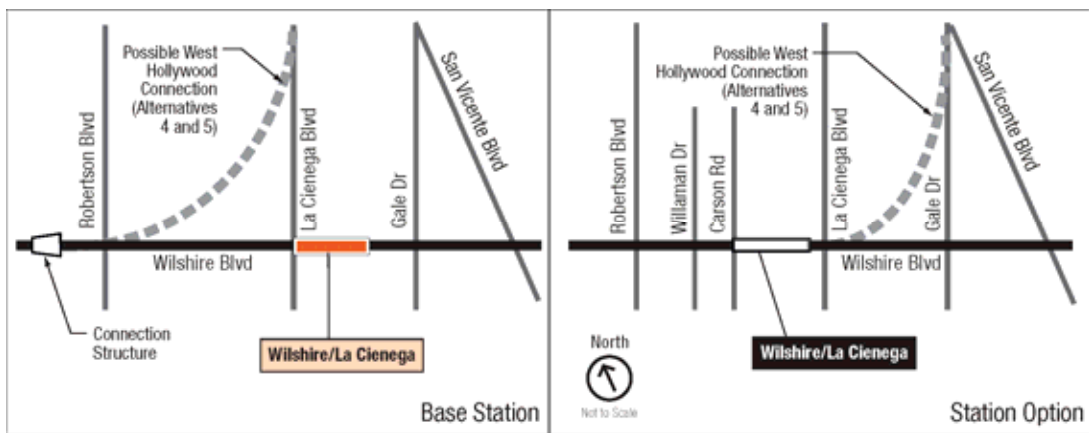 Possible West
Hollywood
Connection
(Alternatives
4 and 5)
Robertson Blvd
La Cienega Blvd
Gale Dr
San Vicente Blvd
Wilshire Blvd
Connection
Structure
Wilshire/La Cienega
Base Station
Possible West
Hollywood Connection
(Alternatives
4 and 5)
Robertson Blvd
Willaman Dr
Carson Rd
La Cienega Blvd
Gale Dr
San Vicente Blvd
Wilshire Blvd
North
Not to Scale
Wilshire/La Cienega
Station Option